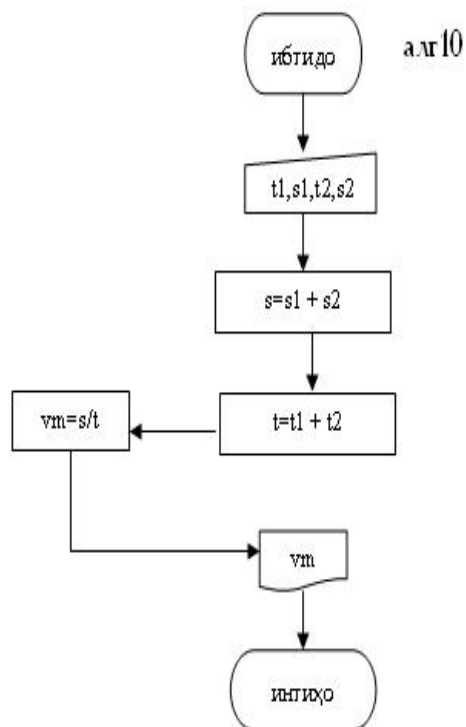 ибтидо
алг10
t1,s1,t2,s2
s=s1 + s2
t=t1 + t2
vm=s/t
vm
интиҳо